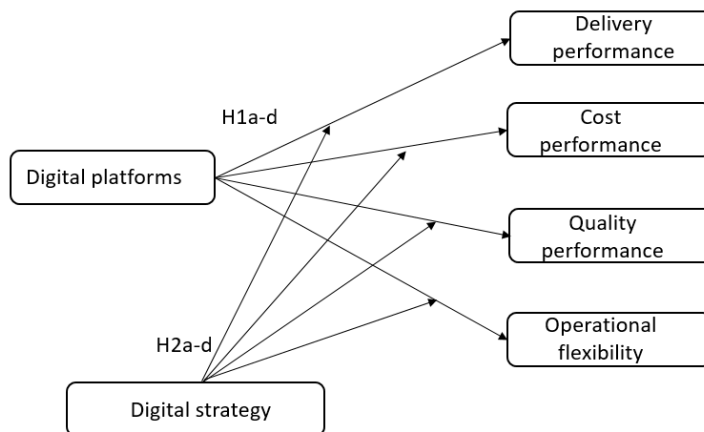 Delivery
performance
H1a-d
Cost
performance
Digital platforms
Quality
performance
Operational
flexibility
H2a-d
Digital strategy